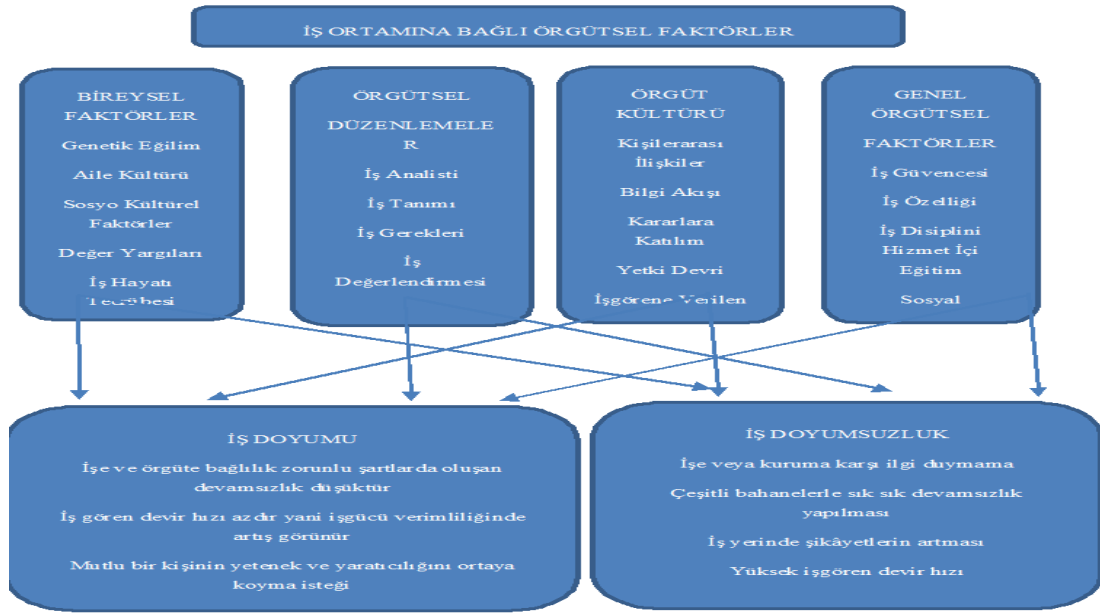 İŞ ORTAMINA BAĞLI ÖRGÜTSEL FAKTÖRLER
BİREYSEL
FAKTÖRLER
Genetik Eğilim
Aile Kültürü
Sosyo Kültürel
Faktörler
Değer Yargıları
İş Hayatı
Tecrübesi
ÖRGÜTSEL
DÜZENLEMELE
R
İş Analisti
İş Tanımı
İş Gerekleri
İş
Değerlendirmesi
ÖRGÜT
KÜLTÜRÜ
Kişilerarası
İlişkiler
Bilgi Akışı
Kararlara
Katılım
Yetki Devri
İşgörene Verilen
GENEL
ÖRGÜTSEL
FAKTÖRLER
İş Güvencesi
İş Özelliği
İş Disiplini
Hizmet İçi
Eğitim
Sosyal
İŞ DOYUMU
İşe ve örgüte bağlılık zorunlu şartlarda oluşan
devamsızlık düşüktür
İş gören devir hızı azdır yani işgücü verimliliğinde
artış görünür
Mutlu bir kişinin yetenek ve yaratıcılığını ortaya
koyma isteği
İŞ DOYUMSUZLUK
İşe veya kuruma karşı ilgi duymama
Çeşitli bahanelerle sık sık devamsızlık
yapılması
İş yerinde şikâyetlerin artması
Yüksek işgören devir hızı